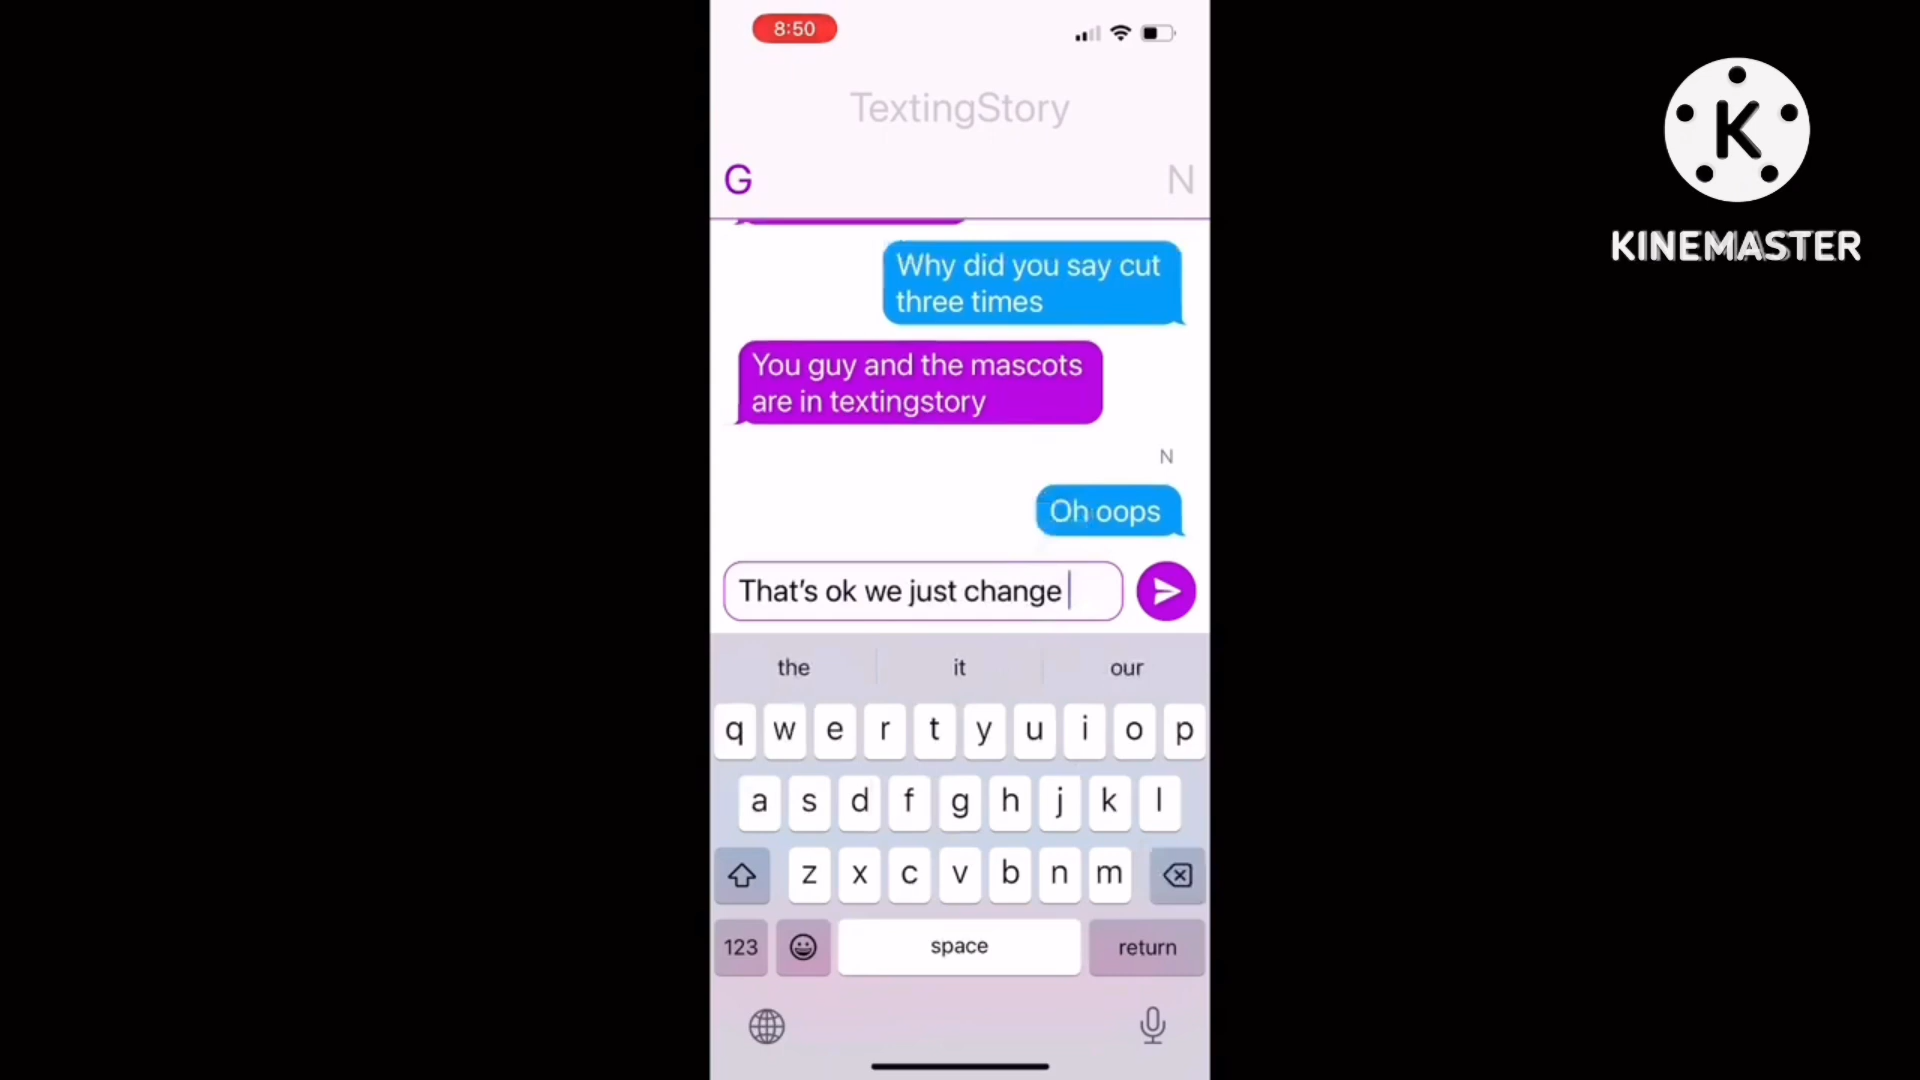 8:50
TextingStory
G
N
Why did you say cut
three times
You guy and the mascots
are in textingstory
N
Oh oops
That's ok we just change
the
it
our
q w e r t y u i o p
a s d f g h j k l
z x c v b n m
123
space
return
K
KINEMASTER